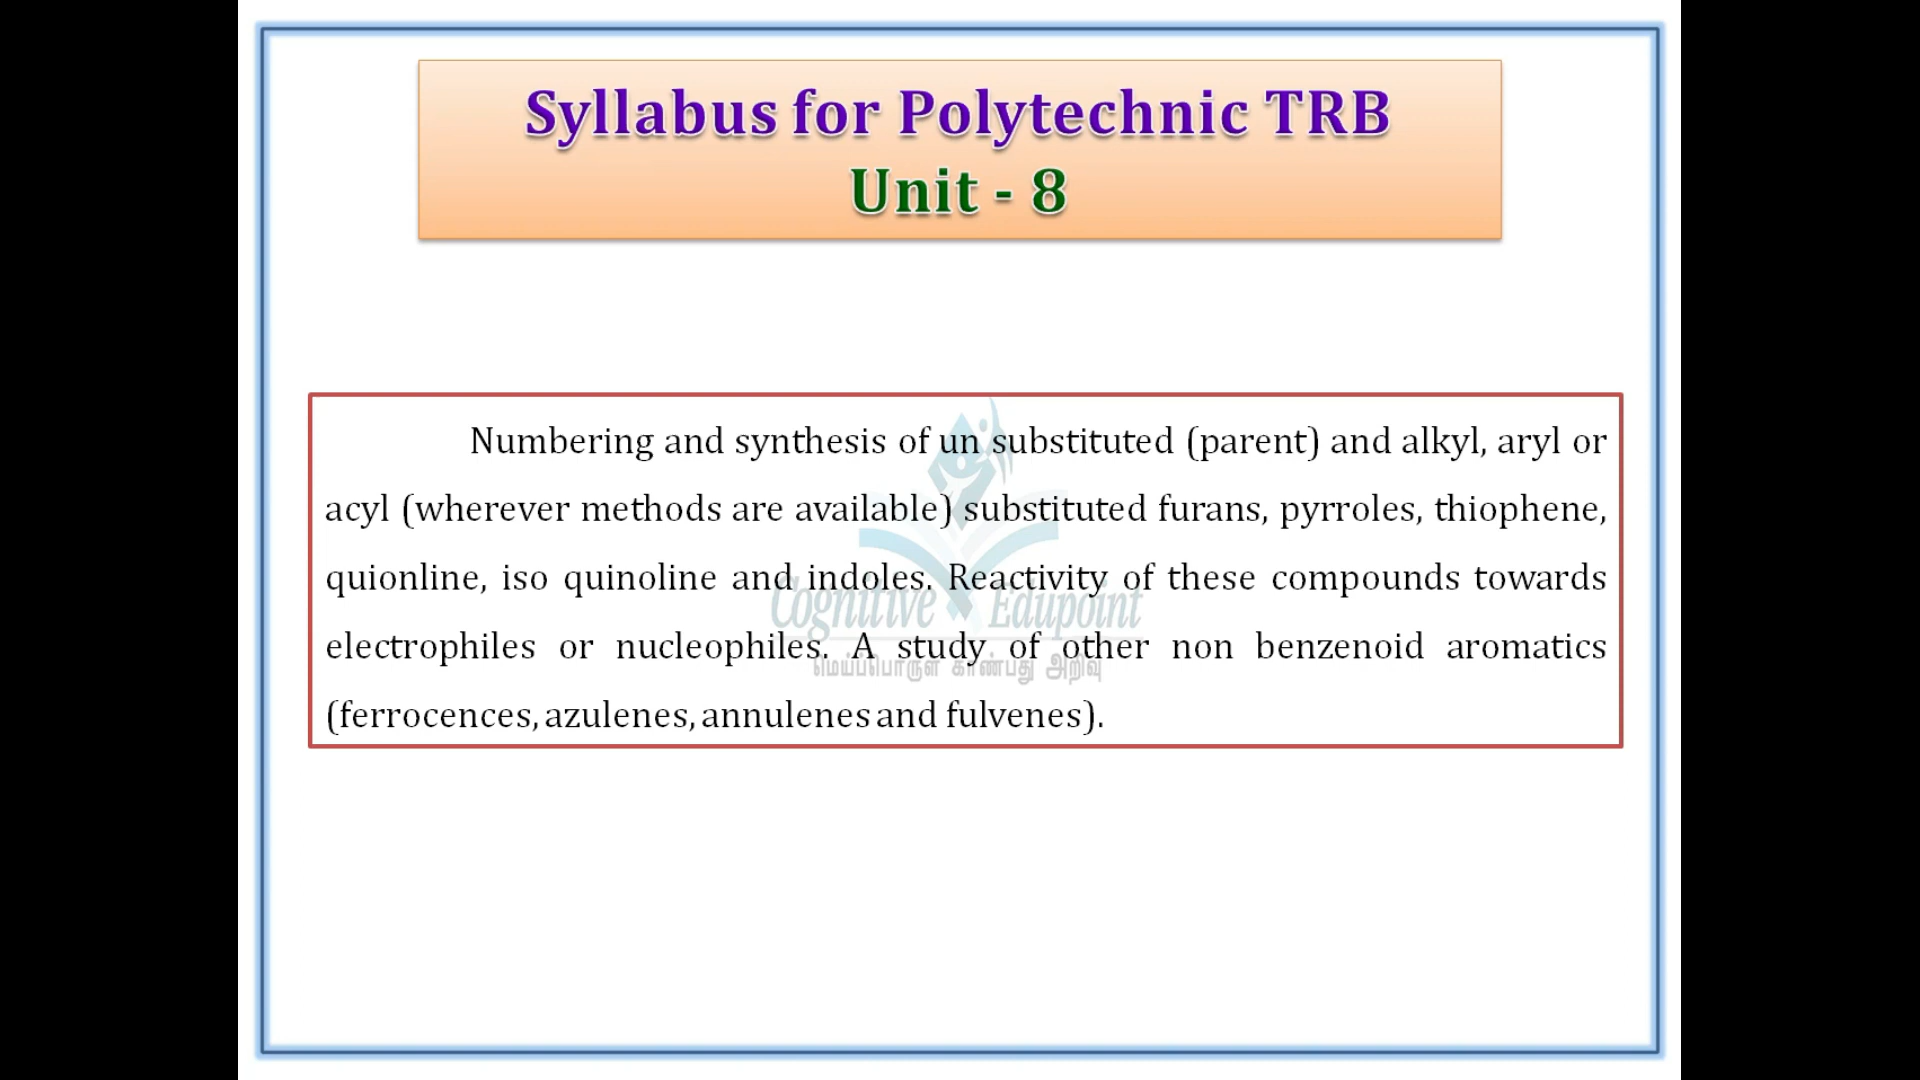 Syllabus for Polytechnic TRB
Unit - 8
Numbering and synthesis of un substituted (parent) and alkyl, aryl or
acyl (wherever methods are available) substituted furans, pyrroles, thiophene,
quionline, iso quinoline and indoles. Reactivity of these compounds towards
electrophiles or nucleophiles. A study of other non benzenoid aromatics
(ferrocences, azulenes, annulenes and fulvenes).
Cognitive Edupoint
மெய்ப்பொருள் காண்பது அறிவு